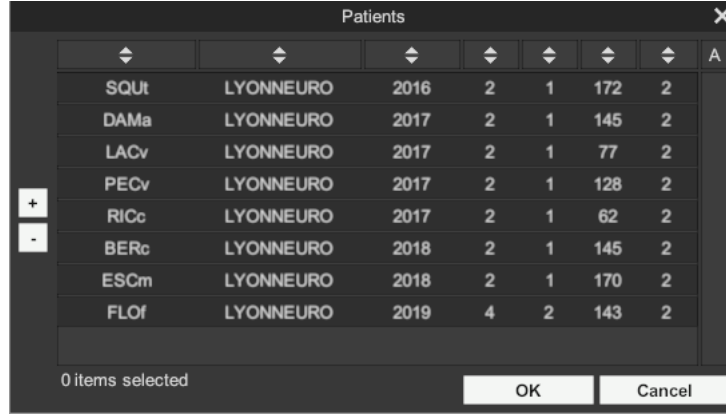 Patients
A
SQUt LYONNEURO 2016 2 1 172 2
DAMa LYONNEURO 2017 2 1 145 2
LACv LYONNEURO 2017 2 1 77 2
PECv LYONNEURO 2017 2 1 128 2
RICc LYONNEURO 2017 2 1 62 2
BERc LYONNEURO 2018 2 1 145 2
ESCm LYONNEURO 2018 2 1 170 2
FLOf LYONNEURO 2019 4 2 143 2
+
-
0 items selected
OK Cancel